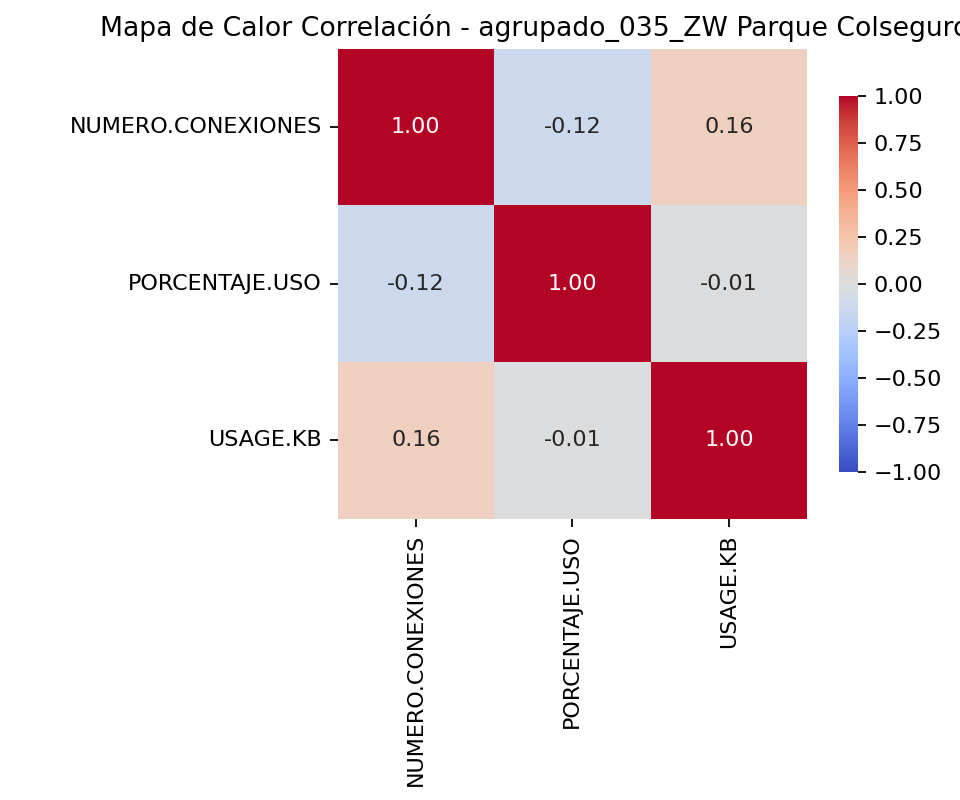 Mapa de Calor Correlación - agrupado_035_ZW Parque Colseguro
NUMERO.CONEXIONES 1.00 -0.12 0.16
PORCENTAJE.USO -0.12 1.00 -0.01
USAGE.KB 0.16 -0.01 1.00
NUMERO.CONEXIONES
PORCENTAJE.USO
USAGE.KB
1.00
0.75
0.50
0.25
0.00
−0.25
−0.50
−0.75
−1.00